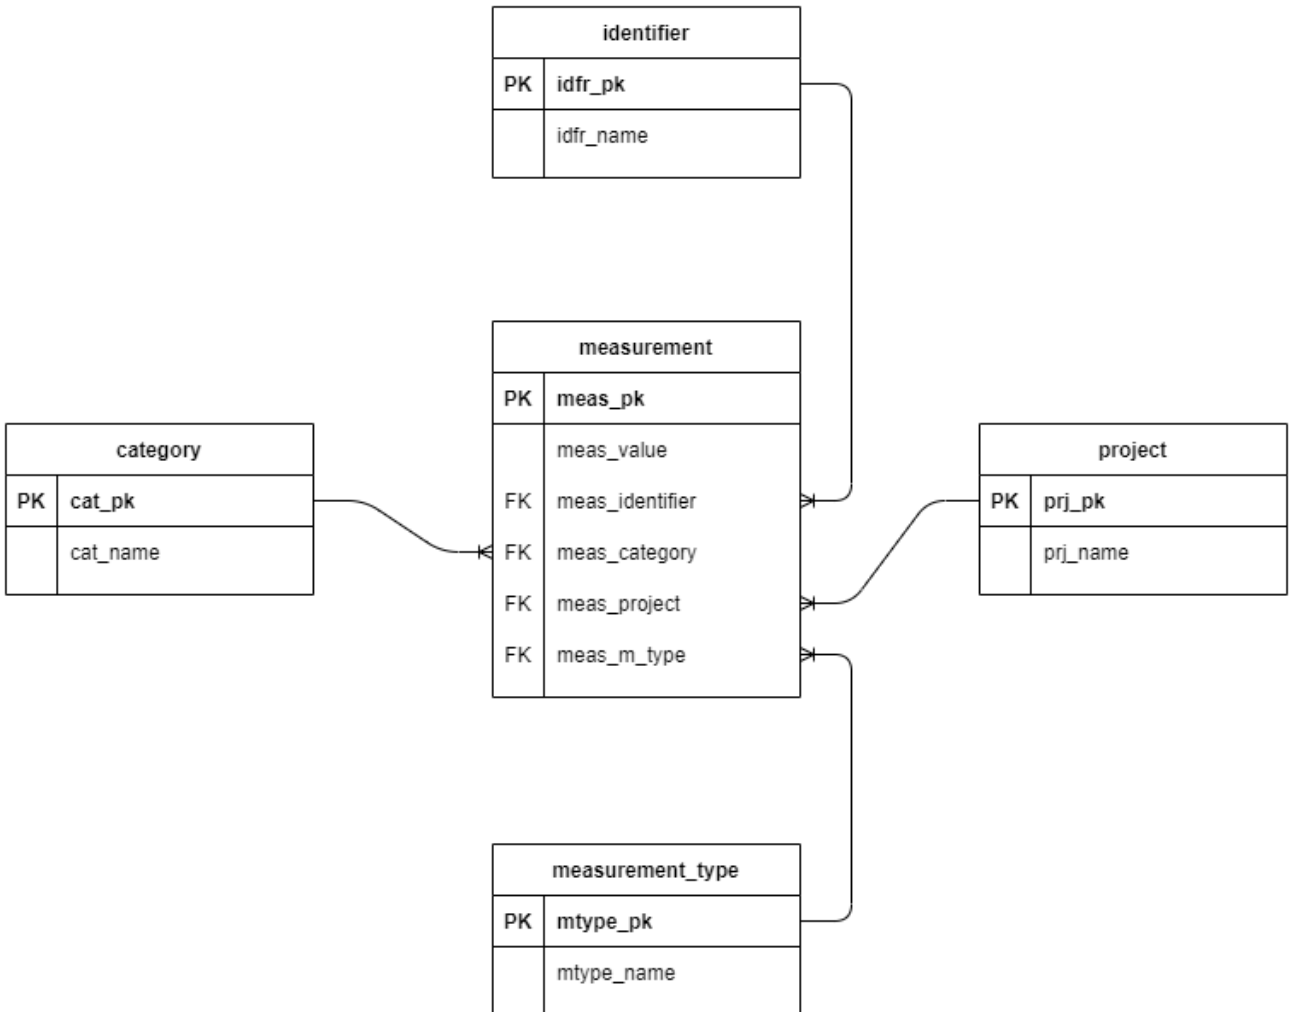 identifier
PK idfr_pk
idfr_name
measurement
PK meas_pk
meas_value
FK meas_identifier
FK meas_category
FK meas_project
FK meas_m_type
category
PK cat_pk
cat_name
project
PK prj_pk
prj_name
measurement_type
PK mtype_pk
mtype_name